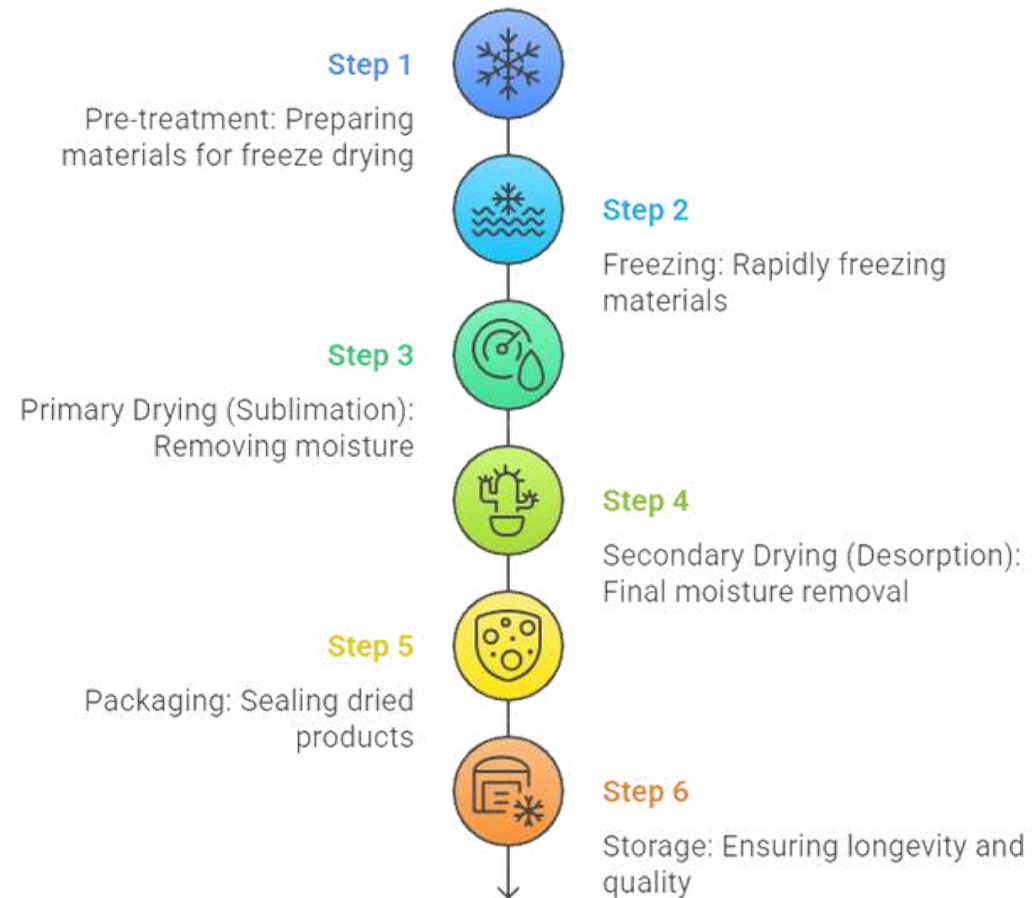 Step 1
Pre-treatment: Preparing
materials for freeze drying
Step 2
Freezing: Rapidly freezing
materials
Step 3
Primary Drying (Sublimation):
Removing moisture
Step 4
Secondary Drying (Desorption):
Final moisture removal
Step 5
Packaging: Sealing dried
products
Step 6
Storage: Ensuring longevity and
quality